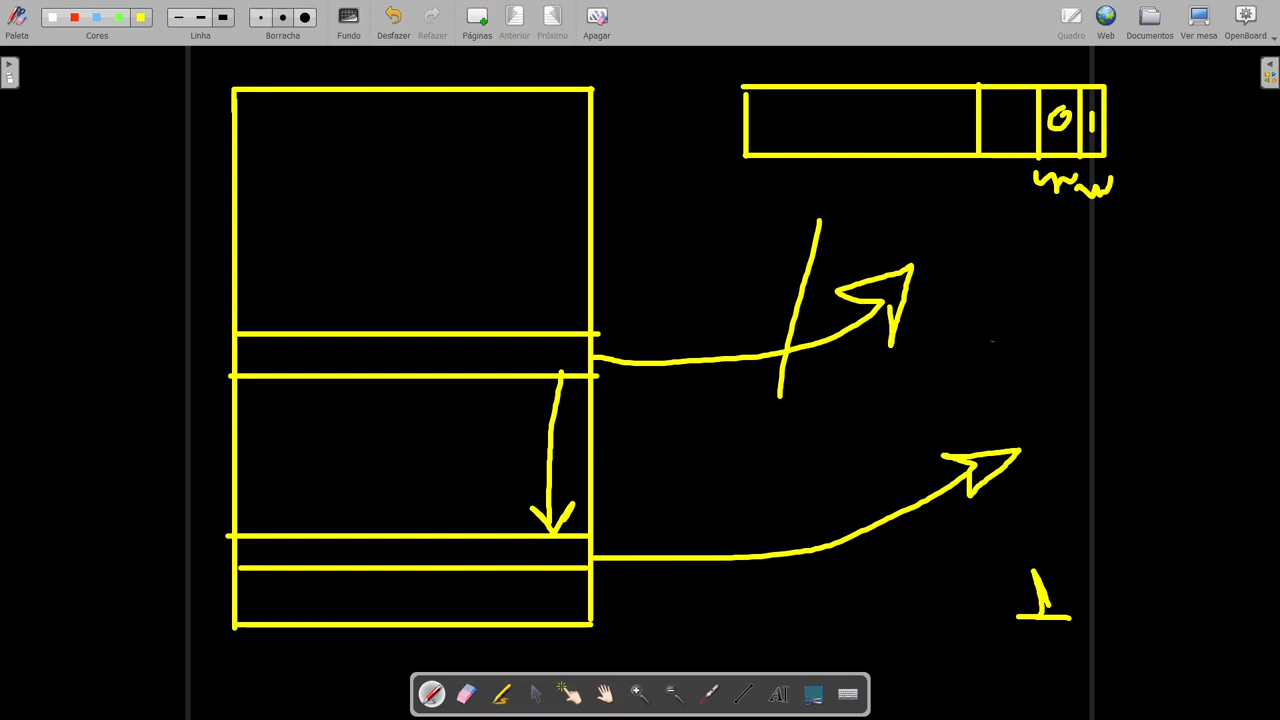 Paleta Cores Linha Borracha Fundo Desfazer Refazer Páginas Anterior Próximo Apagar Quadro Web Documentos Ver mesa OpenBoard
0 1
1